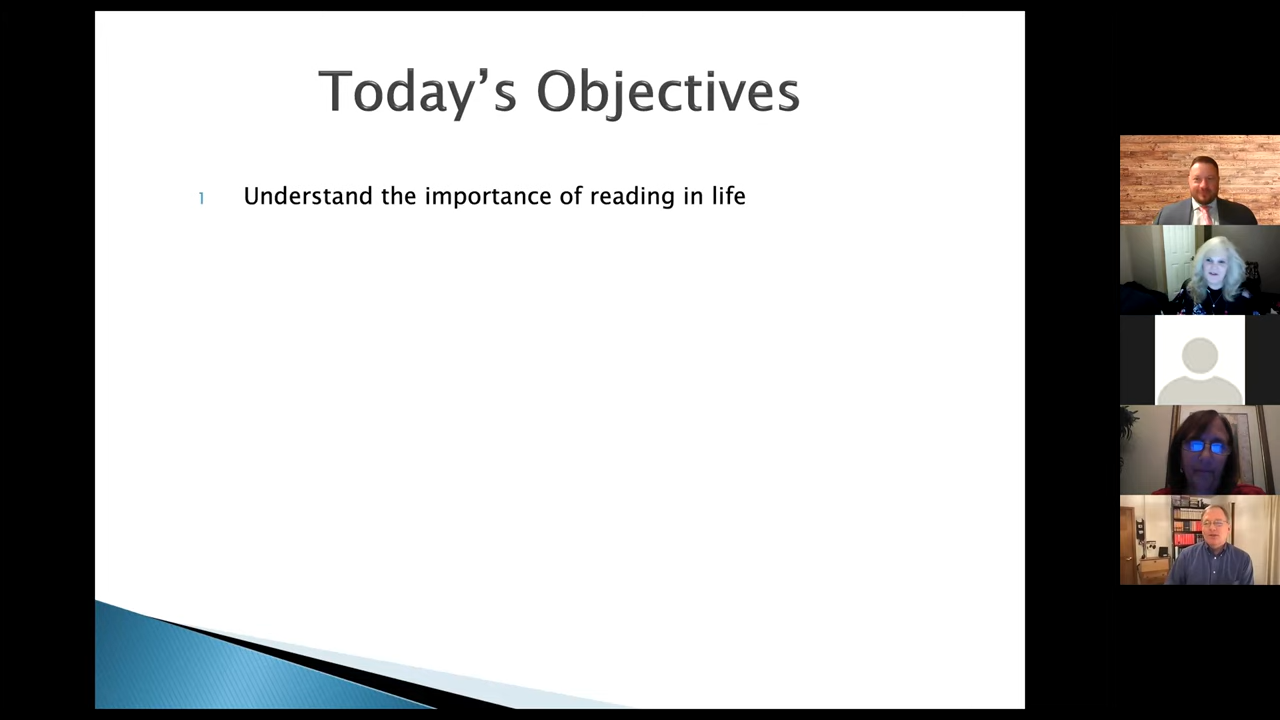 Today’s Objectives
1 Understand the importance of reading in life